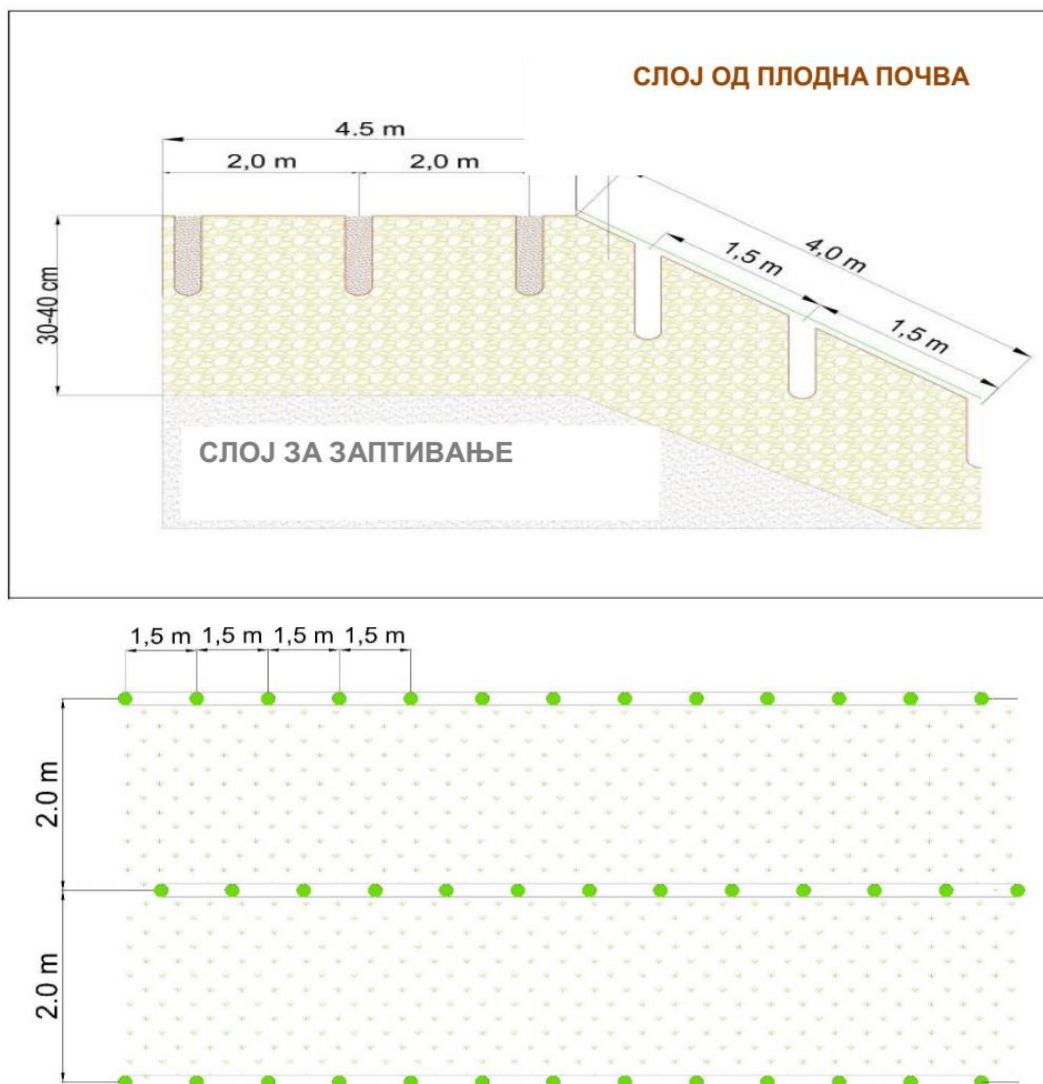 СЛОЈ ОД ПЛОДНА ПОЧВА
4.5 m
2,0 m 2,0 m
4,0 m
1,5 m
1,5 m
30-40 cm
СЛОЈ ЗА ЗАПТИВАЊЕ
1,5 m 1,5 m 1,5 m 1,5 m
2.0 m
2.0 m